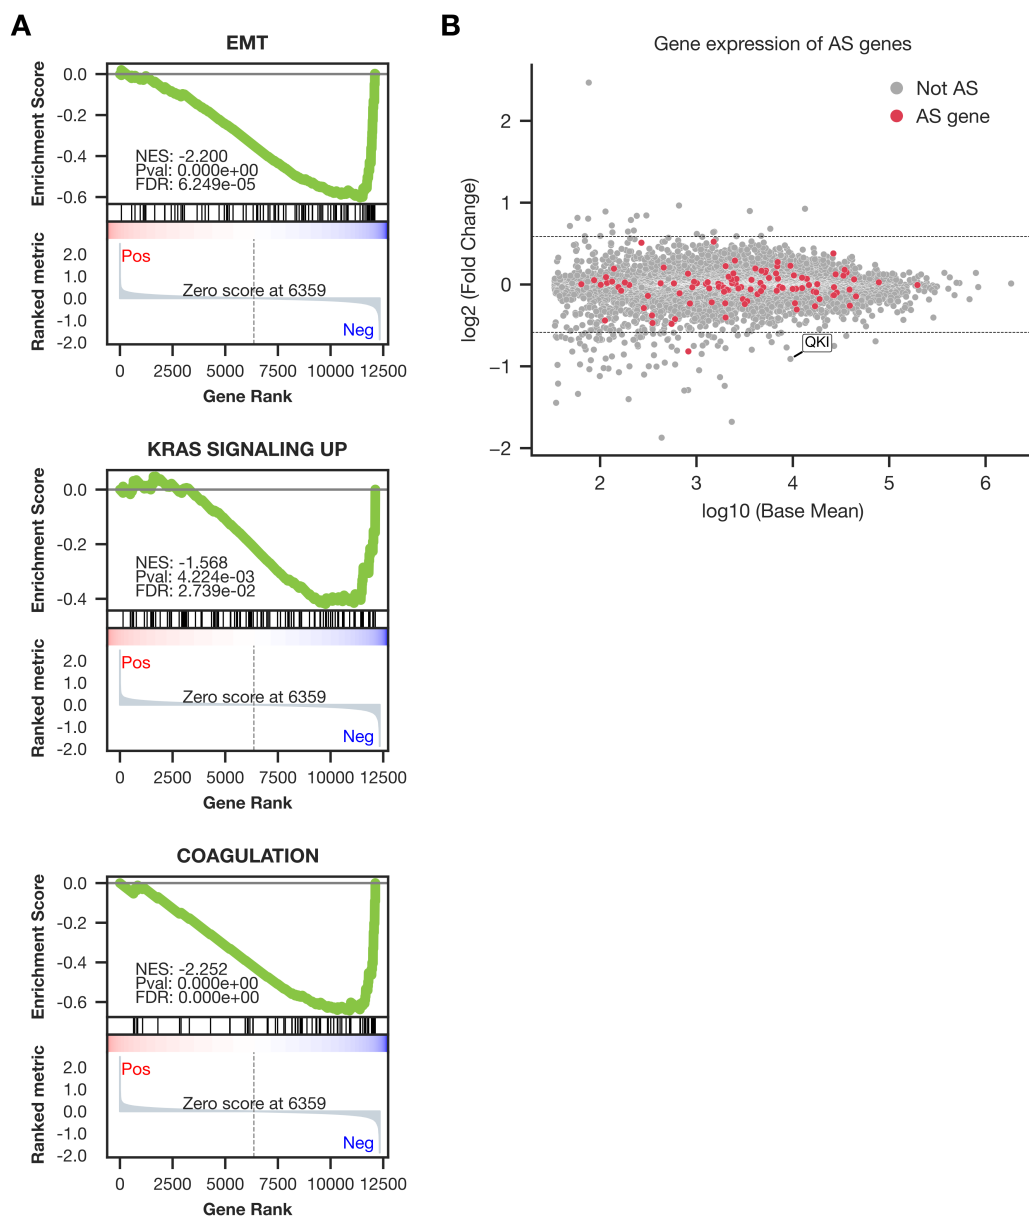 A
EMT
Enrichment Score
0.0
-0.2
-0.4
-0.6
NES: -2.200
Pval: 0.000e+00
FDR: 6.249e-05
Ranked metric
2.0
1.0
0.0
-1.0
-2.0
Pos
Zero score at 6359
Neg
0 2500 5000 7500 10000 12500
Gene Rank
KRAS SIGNALING UP
Enrichment Score
0.0
-0.2
-0.4
NES: -1.568
Pval: 4.224e-03
FDR: 2.739e-02
Ranked metric
2.0
1.0
0.0
-1.0
-2.0
Pos
Zero score at 6359
Neg
0 2500 5000 7500 10000 12500
Gene Rank
COAGULATION
Enrichment Score
0.0
-0.2
-0.4
-0.6
NES: -2.252
Pval: 0.000e+00
FDR: 0.000e+00
Ranked metric
2.0
1.0
0.0
-1.0
-2.0
Pos
Zero score at 6359
Neg
0 2500 5000 7500 10000 12500
Gene Rank
B
Gene expression of AS genes
Not AS
AS gene
log2 (Fold Change)
2
1
0
−1
−2
QKI
2 3 4 5 6
log10 (Base Mean)